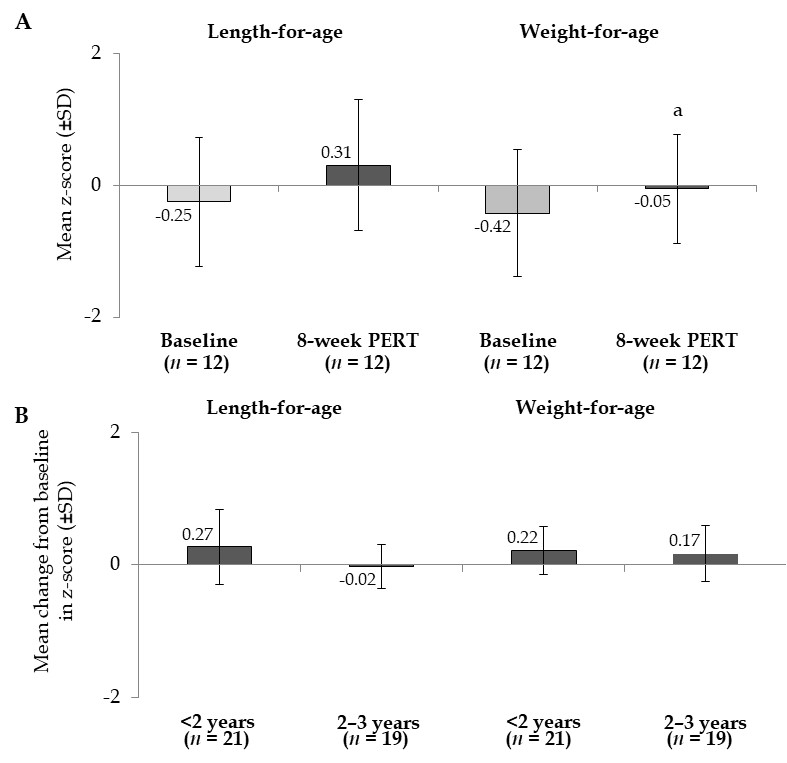 A
Length-for-age
Weight-for-age
2
0
-2
Mean z-score (±SD)
-0.25
0.31
-0.42
a
-0.05
Baseline
(n = 12)
8-week PERT
(n = 12)
Baseline
(n = 12)
8-week PERT
(n = 12)
B
Length-for-age
Weight-for-age
2
0
-2
Mean change from baseline
in z-score (±SD)
0.27
-0.02
0.22
0.17
<2 years
(n = 21)
2–3 years
(n = 19)
<2 years
(n = 21)
2–3 years
(n = 19)